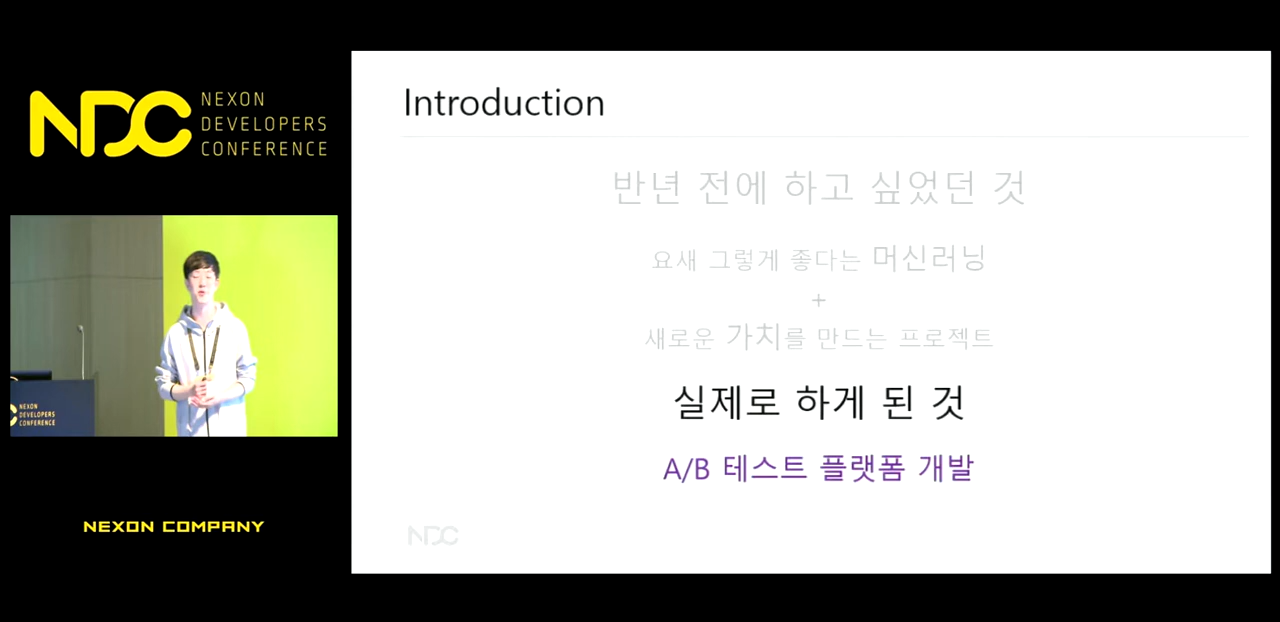 NDC
NEXON
DEVELOPERS
CONFERENCE
NEXON
DEVELOPERS
CONFERENCE
NEXON COMPANY
Introduction
반년 전에 하고 싶었던 것
요새 그렇게 좋다는 머신러닝
+
새로운 가치를 만드는 프로젝트
실제로 하게 된 것
A/B 테스트 플랫폼 개발
NDC